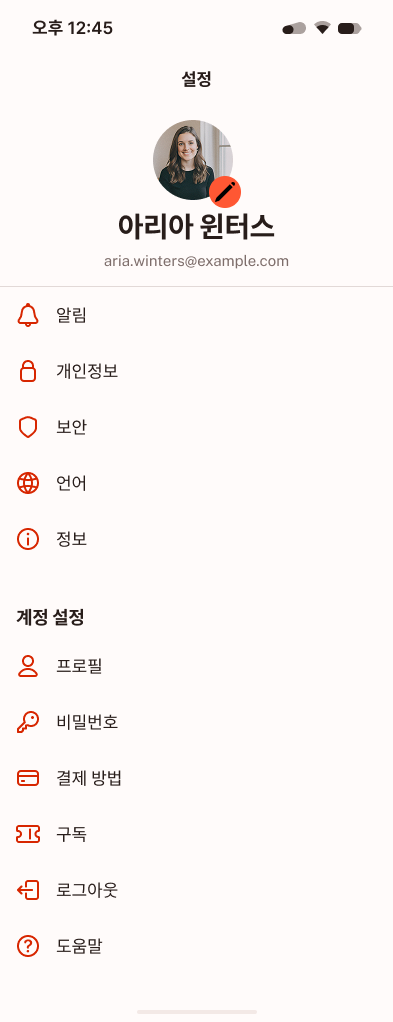 오후 12:45
설정
아리아 윈터스
aria.winters@example.com
알림
개인정보
보안
언어
정보
계정 설정
프로필
비밀번호
결제 방법
구독
로그아웃
도움말